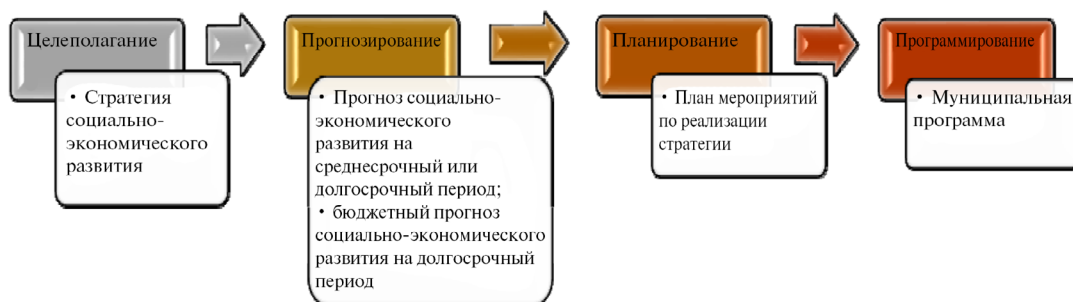 Целеполагание
• Стратегия
социально-
экономического
развития
Прогнозирование
• Прогноз социально-
экономического
развития на
среднесрочный или
долгосрочный период;
• бюджетный прогноз
социально-экономического
развития на долгосрочный
период
Планирование
• План мероприятий
по реализации
стратегии
Программирование
• Муниципальная
программа